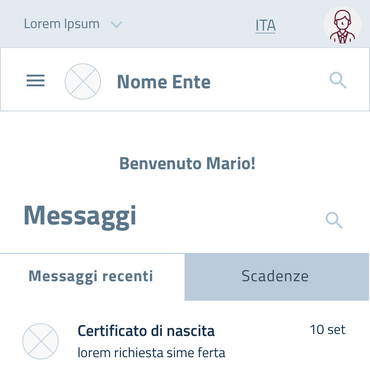 Lorem Ipsum
ITA
Nome Ente
Benvenuto Mario!
Messaggi
Messaggi recenti
Scadenze
Certificato di nascita
10 set
lorem richiesta sime ferta